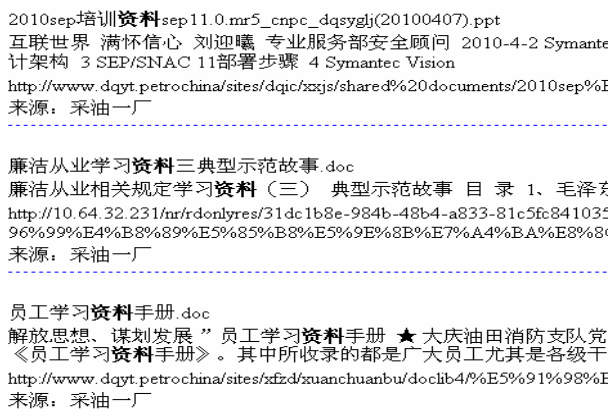 2010sep培训资料sep11.0.mr5_cnpc_dqsyglj(20100407).ppt
互联世界 满怀信心 刘迎曦 专业服务部安全顾问 2010-4-2 Symante
计架构 3 SEP/SNAC 11部署步骤 4 Symantec Vision
http://www.dqyt.petrochina/sites/dqic/xxjs/shared%20documents/2010sep%E
来源：采油一厂
廉洁从业学习资料三典型示范故事.doc
廉洁从业相关规定学习资料（三） 典型示范故事 目 录 1、毛泽东
http://10.64.32.231/nr/rdonlyres/31dc1b8e-984b-48b4-a833-81c5fc841035
96%99%E4%B8%89%E5%85%B8%E5%9E%8B%E7%A4%BA%E8%8
来源：采油一厂
员工学习资料手册.doc
解放思想、谋划发展 ” 员工学习资料手册 ★ 大庆油田消防支队党
《员工学习资料手册》。其中所收录的都是广大员工尤其是各级干
http://www.dqyt.petrochina/sites/xfzd/xuanchuanbu/doclib4/%E5%91%98%E
来源：采油一厂